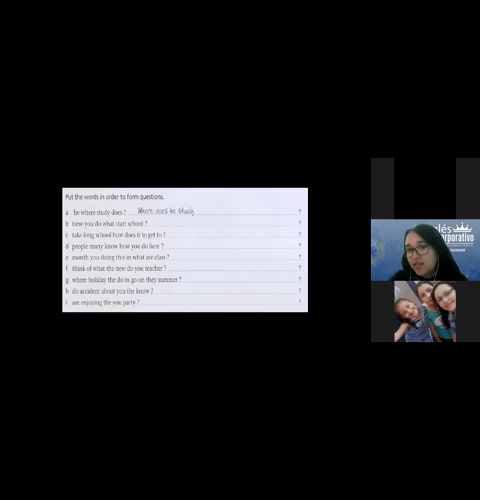 Put the words in order to form questions.
a he where study does ? Where does he study ?
b time you do what start school ? ?
c take long school how does it to get to ? ?
d people many know how you do here ? ?
e month you doing this in what are class ? ?
f think of what the new do you teacher ? ?
g where holiday the do in go on they summer ? ?
h do accident about you the know ? ?
i are enjoying the you party ? ?
lés
orporativo